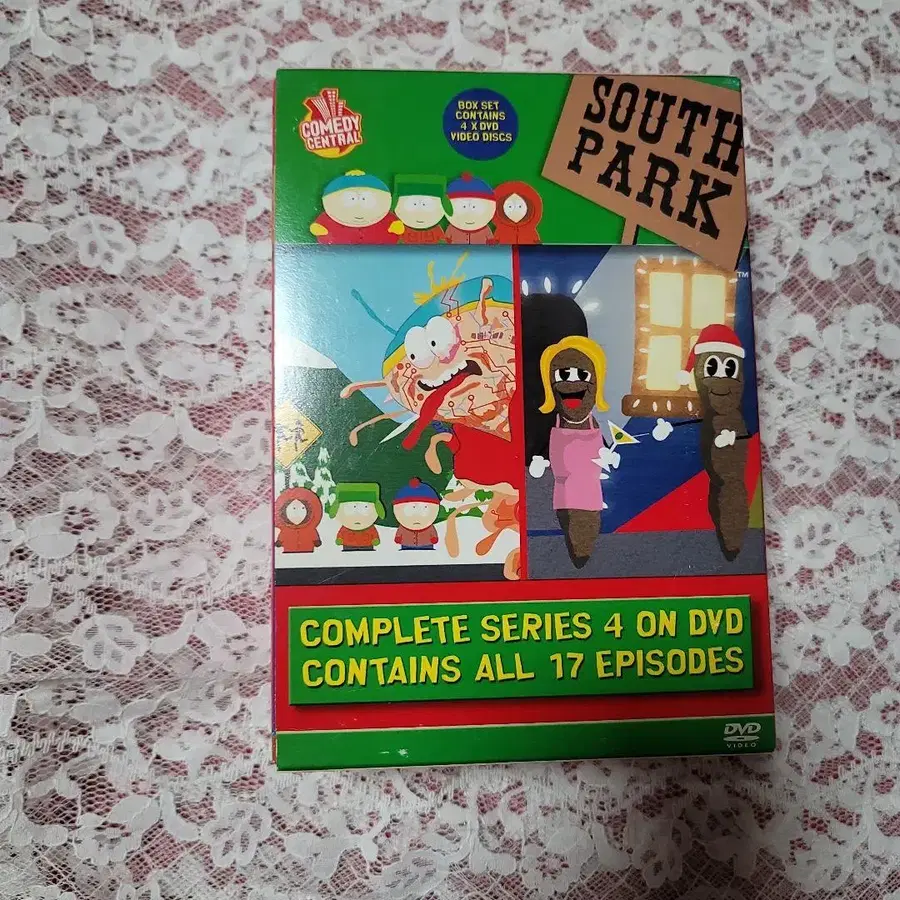 COMEDY
CENTRAL
BOX SET
CONTAINS
4 X DVD
VIDEO DISCS
SOUTH
PARK
TM
COMPLETE SERIES 4 ON DVD
CONTAINS ALL 17 EPISODES
DVD
VIDEO